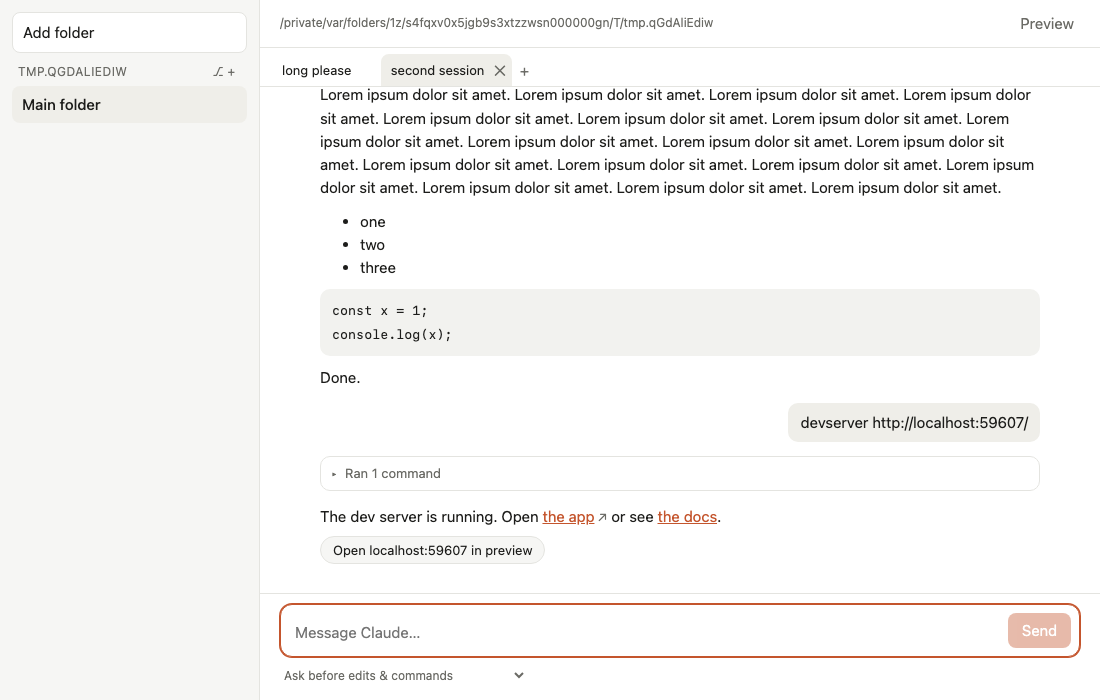 Add folder
TMP.QGDALIEDIW
Main folder
/private/var/folders/1z/s4fqxv0x5jgb9s3xtzzwsn000000gn/T/tmp.qGdAliEdiw
Preview
long please
second session
Lorem ipsum dolor sit amet. Lorem ipsum dolor sit amet. Lorem ipsum dolor sit amet. Lorem ipsum dolor
sit amet. Lorem ipsum dolor sit amet. Lorem ipsum dolor sit amet. Lorem ipsum dolor sit amet. Lorem
ipsum dolor sit amet. Lorem ipsum dolor sit amet. Lorem ipsum dolor sit amet. Lorem ipsum dolor sit
amet. Lorem ipsum dolor sit amet. Lorem ipsum dolor sit amet. Lorem ipsum dolor sit amet. Lorem ipsum
dolor sit amet. Lorem ipsum dolor sit amet. Lorem ipsum dolor sit amet. Lorem ipsum dolor sit amet.
• one
• two
• three
const x = 1;
console.log(x);
Done.
devserver http://localhost:59607/
Ran 1 command
The dev server is running. Open the app ↗ or see the docs.
Open localhost:59607 in preview
Message Claude...
Send
Ask before edits & commands